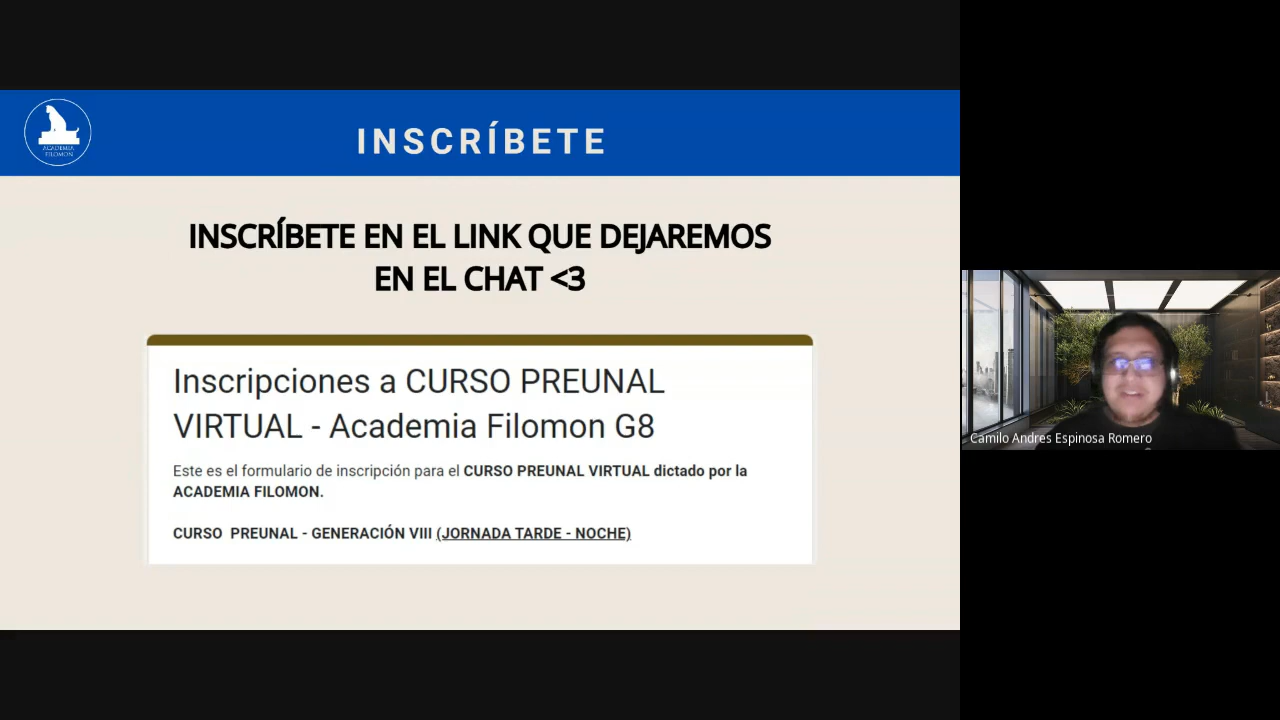 ACADEMIA
FILOMON
INSCRÍBETE
INSCRÍBETE EN EL LINK QUE DEJAREMOS
EN EL CHAT <3
Inscripciones a CURSO PREUNAL
VIRTUAL - Academia Filomon G8
Este es el formulario de inscripción para el CURSO PREUNAL VIRTUAL dictado por la
ACADEMIA FILOMON.
CURSO PREUNAL - GENERACIÓN VIII (JORNADA TARDE - NOCHE)
Camilo Andres Espinosa Romero